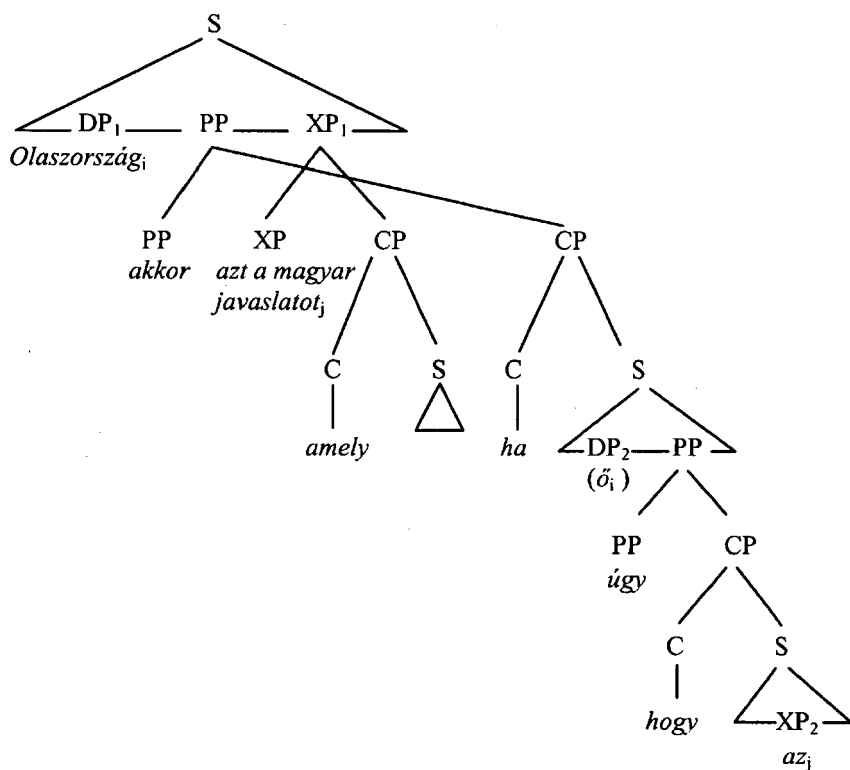 S
DP₁ PP XP₁
Olaszországᵢ
PP XP CP CP
akkor azt a magyar
javaslatotⱼ
C S C S
amely ha DP₂ PP
(őᵢ)
PP CP
úgy
C S
hogy XP₂
azⱼ